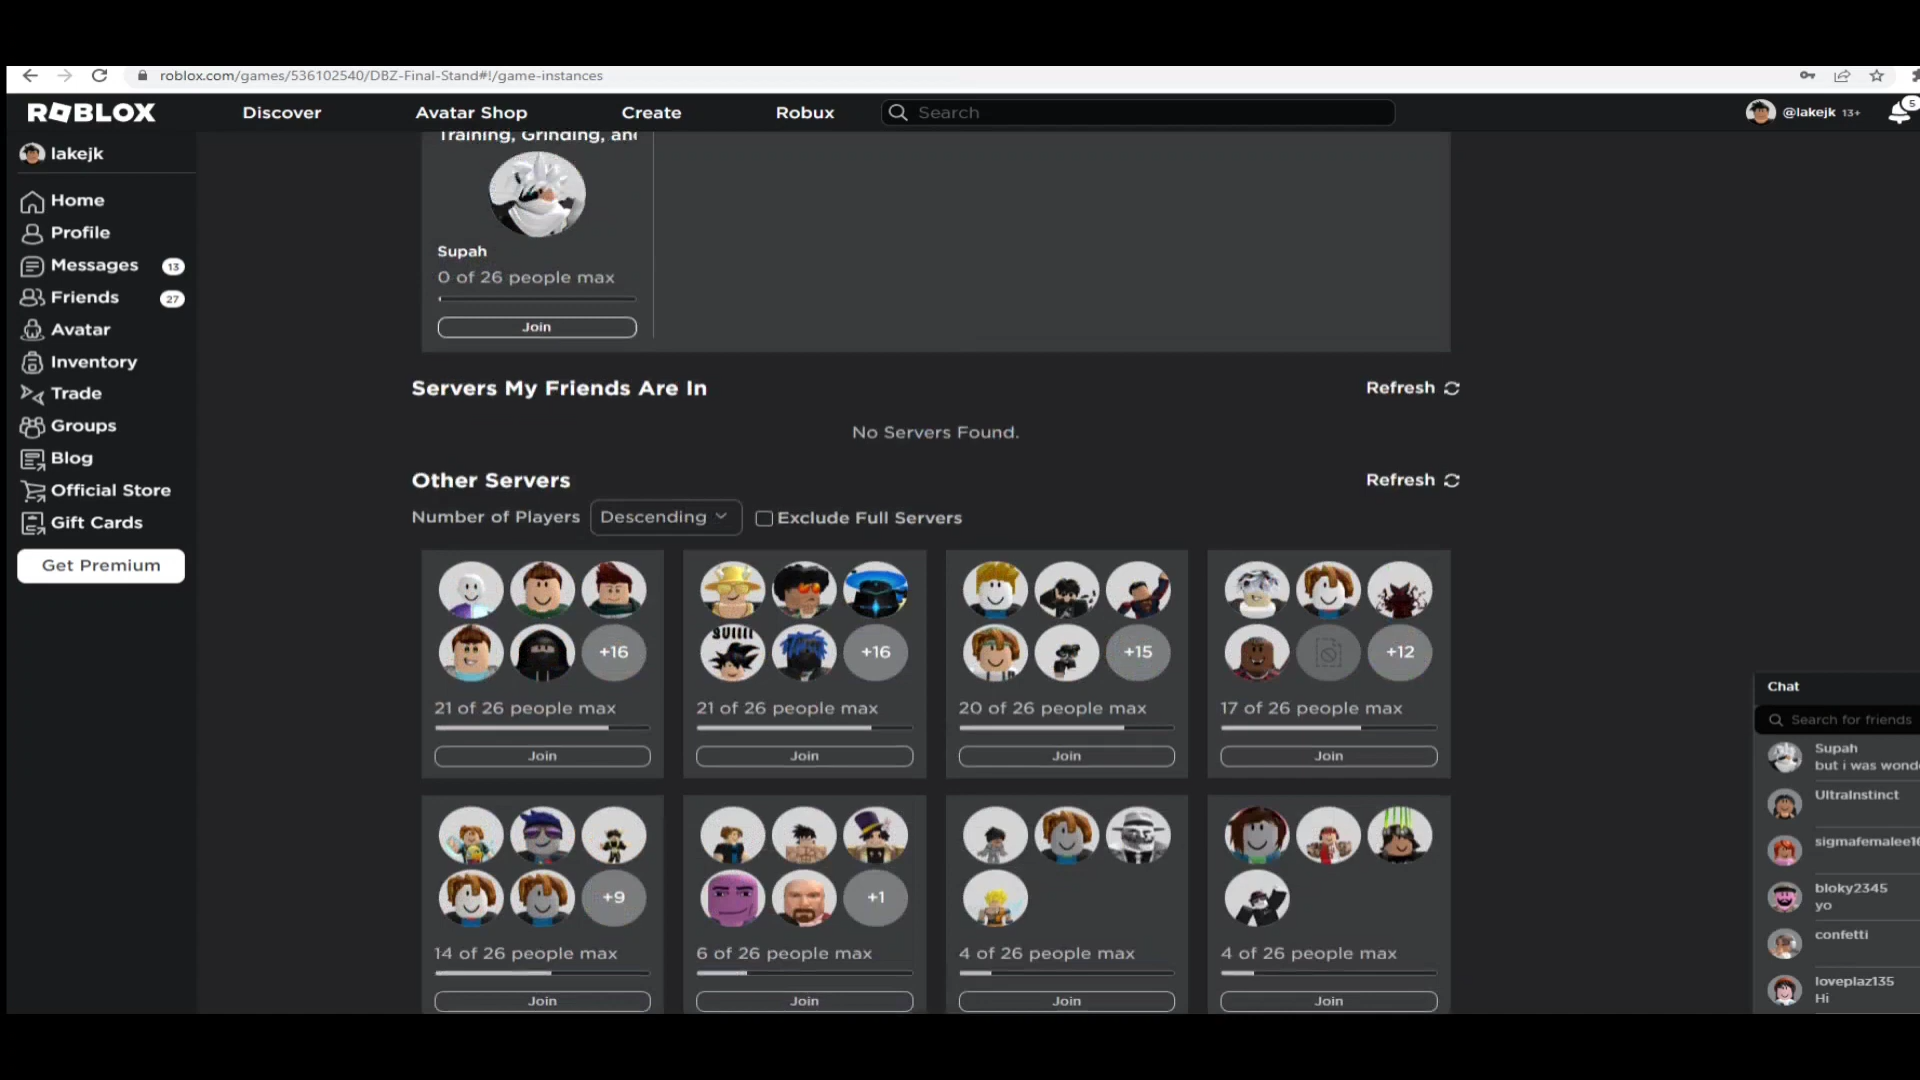 roblox.com/games/536102540/DBZ-Final-Stand#!/game-instances
ROBLOX
Discover
Avatar Shop
Create
Robux
Search
@lakejk 13+
5
lakejk
Home
Profile
Messages 13
Friends 27
Avatar
Inventory
Trade
Groups
Blog
Official Store
Gift Cards
Get Premium
Training, Grinding, and
Supah
0 of 26 people max
Join
Servers My Friends Are In
Refresh
No Servers Found.
Other Servers
Refresh
Number of Players Descending Exclude Full Servers
SUIIII
+16
+16
+15
+12
21 of 26 people max
21 of 26 people max
20 of 26 people max
17 of 26 people max
Join
Join
Join
Join
+9
+1
14 of 26 people max
6 of 26 people max
4 of 26 people max
4 of 26 people max
Join
Join
Join
Join
Chat
Search for friends
Supah
but i was wond
UltraInstinct
sigmafemalee1
bloky2345
yo
confetti
loveplaz135
Hi